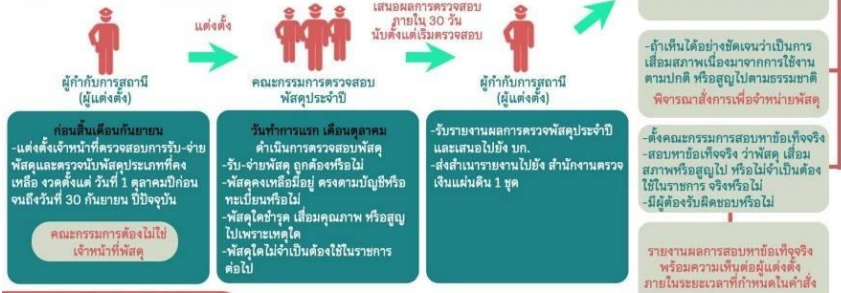 แต่งตั้ง
เสนอผลการตรวจสอบ
ภายใน 30 วัน
นับตั้งแต่เริ่มตรวจสอบ
ผู้กำกับการสถานี
(ผู้แต่งตั้ง)
คณะกรรมการตรวจสอบ
พัสดุประจำปี
ผู้กำกับการสถานี
(ผู้แต่งตั้ง)
ก่อนสิ้นเดือนกันยายน
-แต่งตั้งเจ้าหน้าที่ตรวจสอบการรับ-จ่าย
พัสดุและตรวจนับพัสดุประเภทที่คง
เหลือ งวดตั้งแต่ วันที่ 1 ตุลาคมปีก่อน
จนถึงวันที่ 30 กันยายน ปีปัจจุบัน
คณะกรรมการต้องไม่ใช่
เจ้าหน้าที่พัสดุ
วันทำการแรก เดือนตุลาคม
ดำเนินการตรวจสอบพัสดุ
-รับ-จ่ายพัสดุ ถูกต้องหรือไม่
-พัสดุคงเหลือมีอยู่ ตรงตามบัญชีหรือ
ทะเบียนหรือไม่
-พัสดุใดชำรุด เสื่อมคุณภาพ หรือสูญ
ไปเพราะเหตุใด
-พัสดุใดไม่จำเป็นต้องใช้ในราชการ
ต่อไป
-รับรายงานผลการตรวจพัสดุประจำปี
และเสนอไปยัง บก.
-ส่งสำเนารายงานไปยัง สำนักงานตรวจ
เงินแผ่นดิน 1 ชุด
-ถ้าเห็นได้อย่างชัดเจนว่าเป็นการ
เสื่อมสภาพเนื่องมาจากการใช้งาน
ตามปกติ หรือสูญไปตามธรรมชาติ
พิจารณาสั่งการเพื่อจำหน่ายพัสดุ
-ตั้งคณะกรรมการสอบหาข้อเท็จจริง
-สอบหาข้อเท็จจริง ว่าพัสดุ เสื่อม
สภาพหรือสูญไป หรือไม่จำเป็นต้อง
ใช้ในราชการ จริงหรือไม่
-มีผู้ต้องรับผิดชอบหรือไม่
รายงานผลการสอบหาข้อเท็จจริง
พร้อมความเห็นต่อผู้แต่งตั้ง
ภายในระยะเวลาที่กำหนดในคำสั่ง